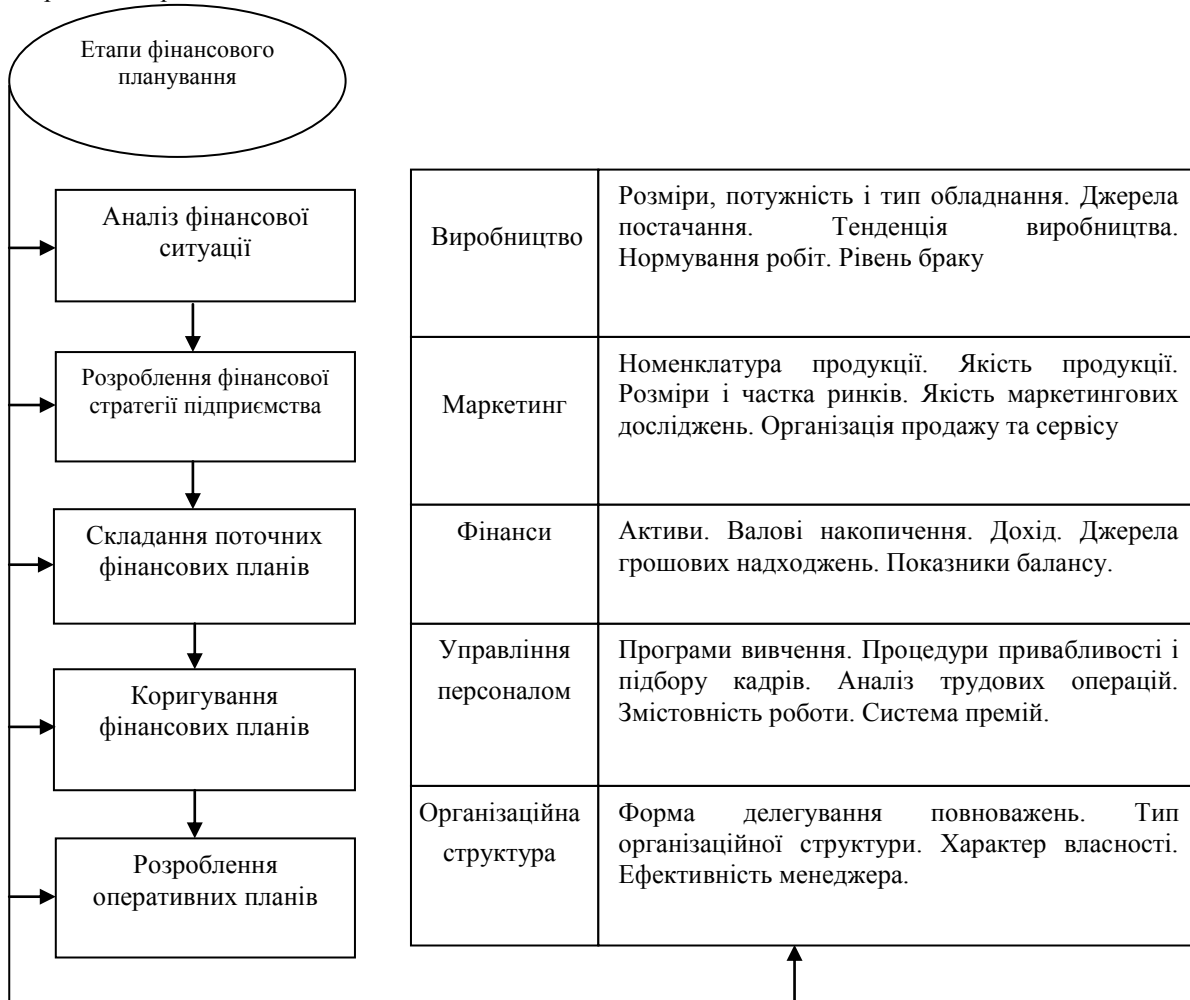 Етапи фінансового
планування
Аналіз фінансової
ситуації
Розроблення фінансової
стратегії підприємства
Складання поточних
фінансових планів
Коригування
фінансових планів
Розроблення
оперативних планів
Виробництво
Розміри, потужність і тип обладнання. Джерела
постачання. Тенденція виробництва.
Нормування робіт. Рівень браку
Маркетинг
Номенклатура продукції. Якість продукції.
Розміри і частка ринків. Якість маркетингових
досліджень. Організація продажу та сервісу
Фінанси
Активи. Валові накопичення. Дохід. Джерела
грошових надходжень. Показники балансу.
Управління
персоналом
Програми вивчення. Процедури привабливості і
підбору кадрів. Аналіз трудових операцій.
Змістовність роботи. Система премій.
Організаційна
структура
Форма делегування повноважень. Тип
організаційної структури. Характер власності.
Ефективність менеджера.